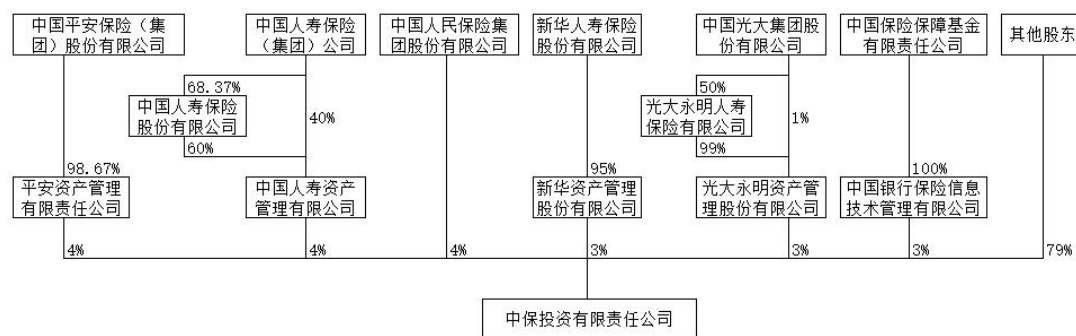 中国平安保险（集
团）股份有限公司
中国人寿保险
（集团）公司
中国人民保险集
团股份有限公司
新华人寿保险
股份有限公司
中国光大集团股
份有限公司
中国保险保障基金
有限责任公司
其他股东
68.37%
中国人寿保险
股份有限公司
60%
40%
50%
光大永明人寿
保险有限公司
99%
1%
98.67%
95%
100%
平安资产管理
有限责任公司
中国人寿资产
管理有限公司
新华资产管理
股份有限公司
光大永明资产管
理股份有限公司
中国银行保险信息
技术管理有限公司
4%
4%
4%
3%
3%
3%
79%
中保投资有限责任公司